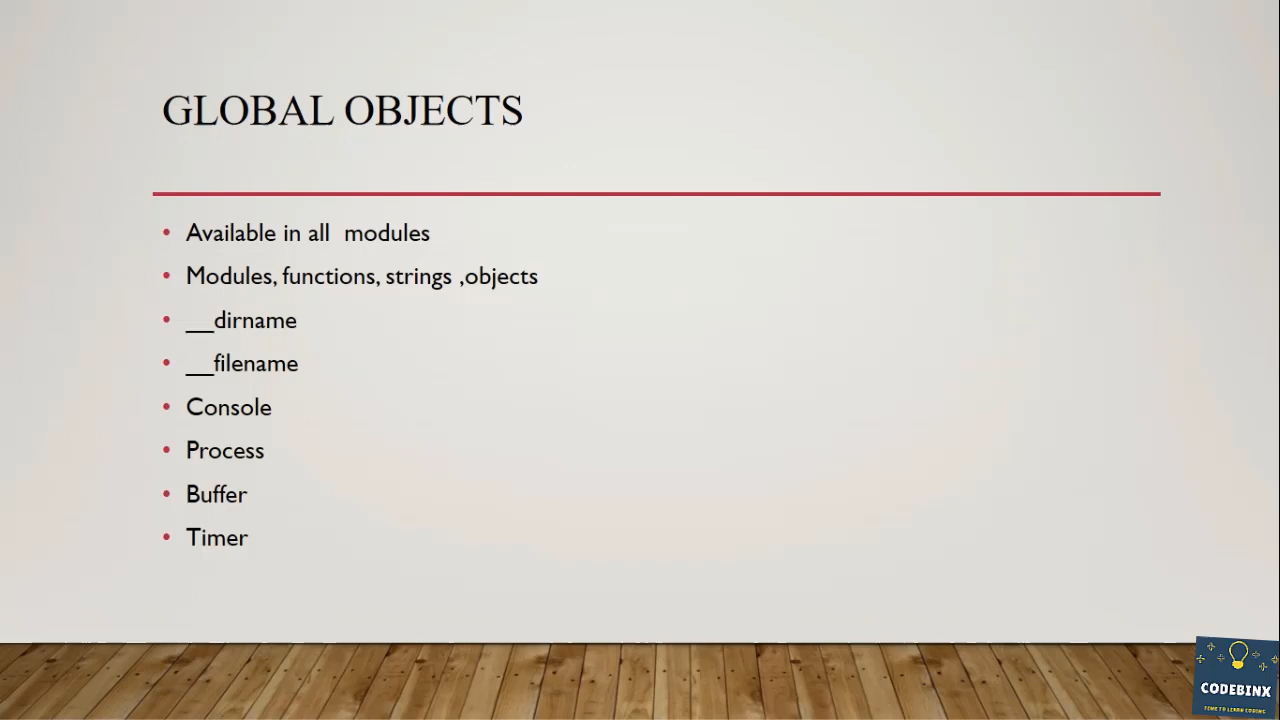 GLOBAL OBJECTS
Available in all  modules
Modules, functions, strings ,objects
__dirname
__filename
Console
Process
Buffer
Timer
CODEBINX
TIME TO LEARN CODING